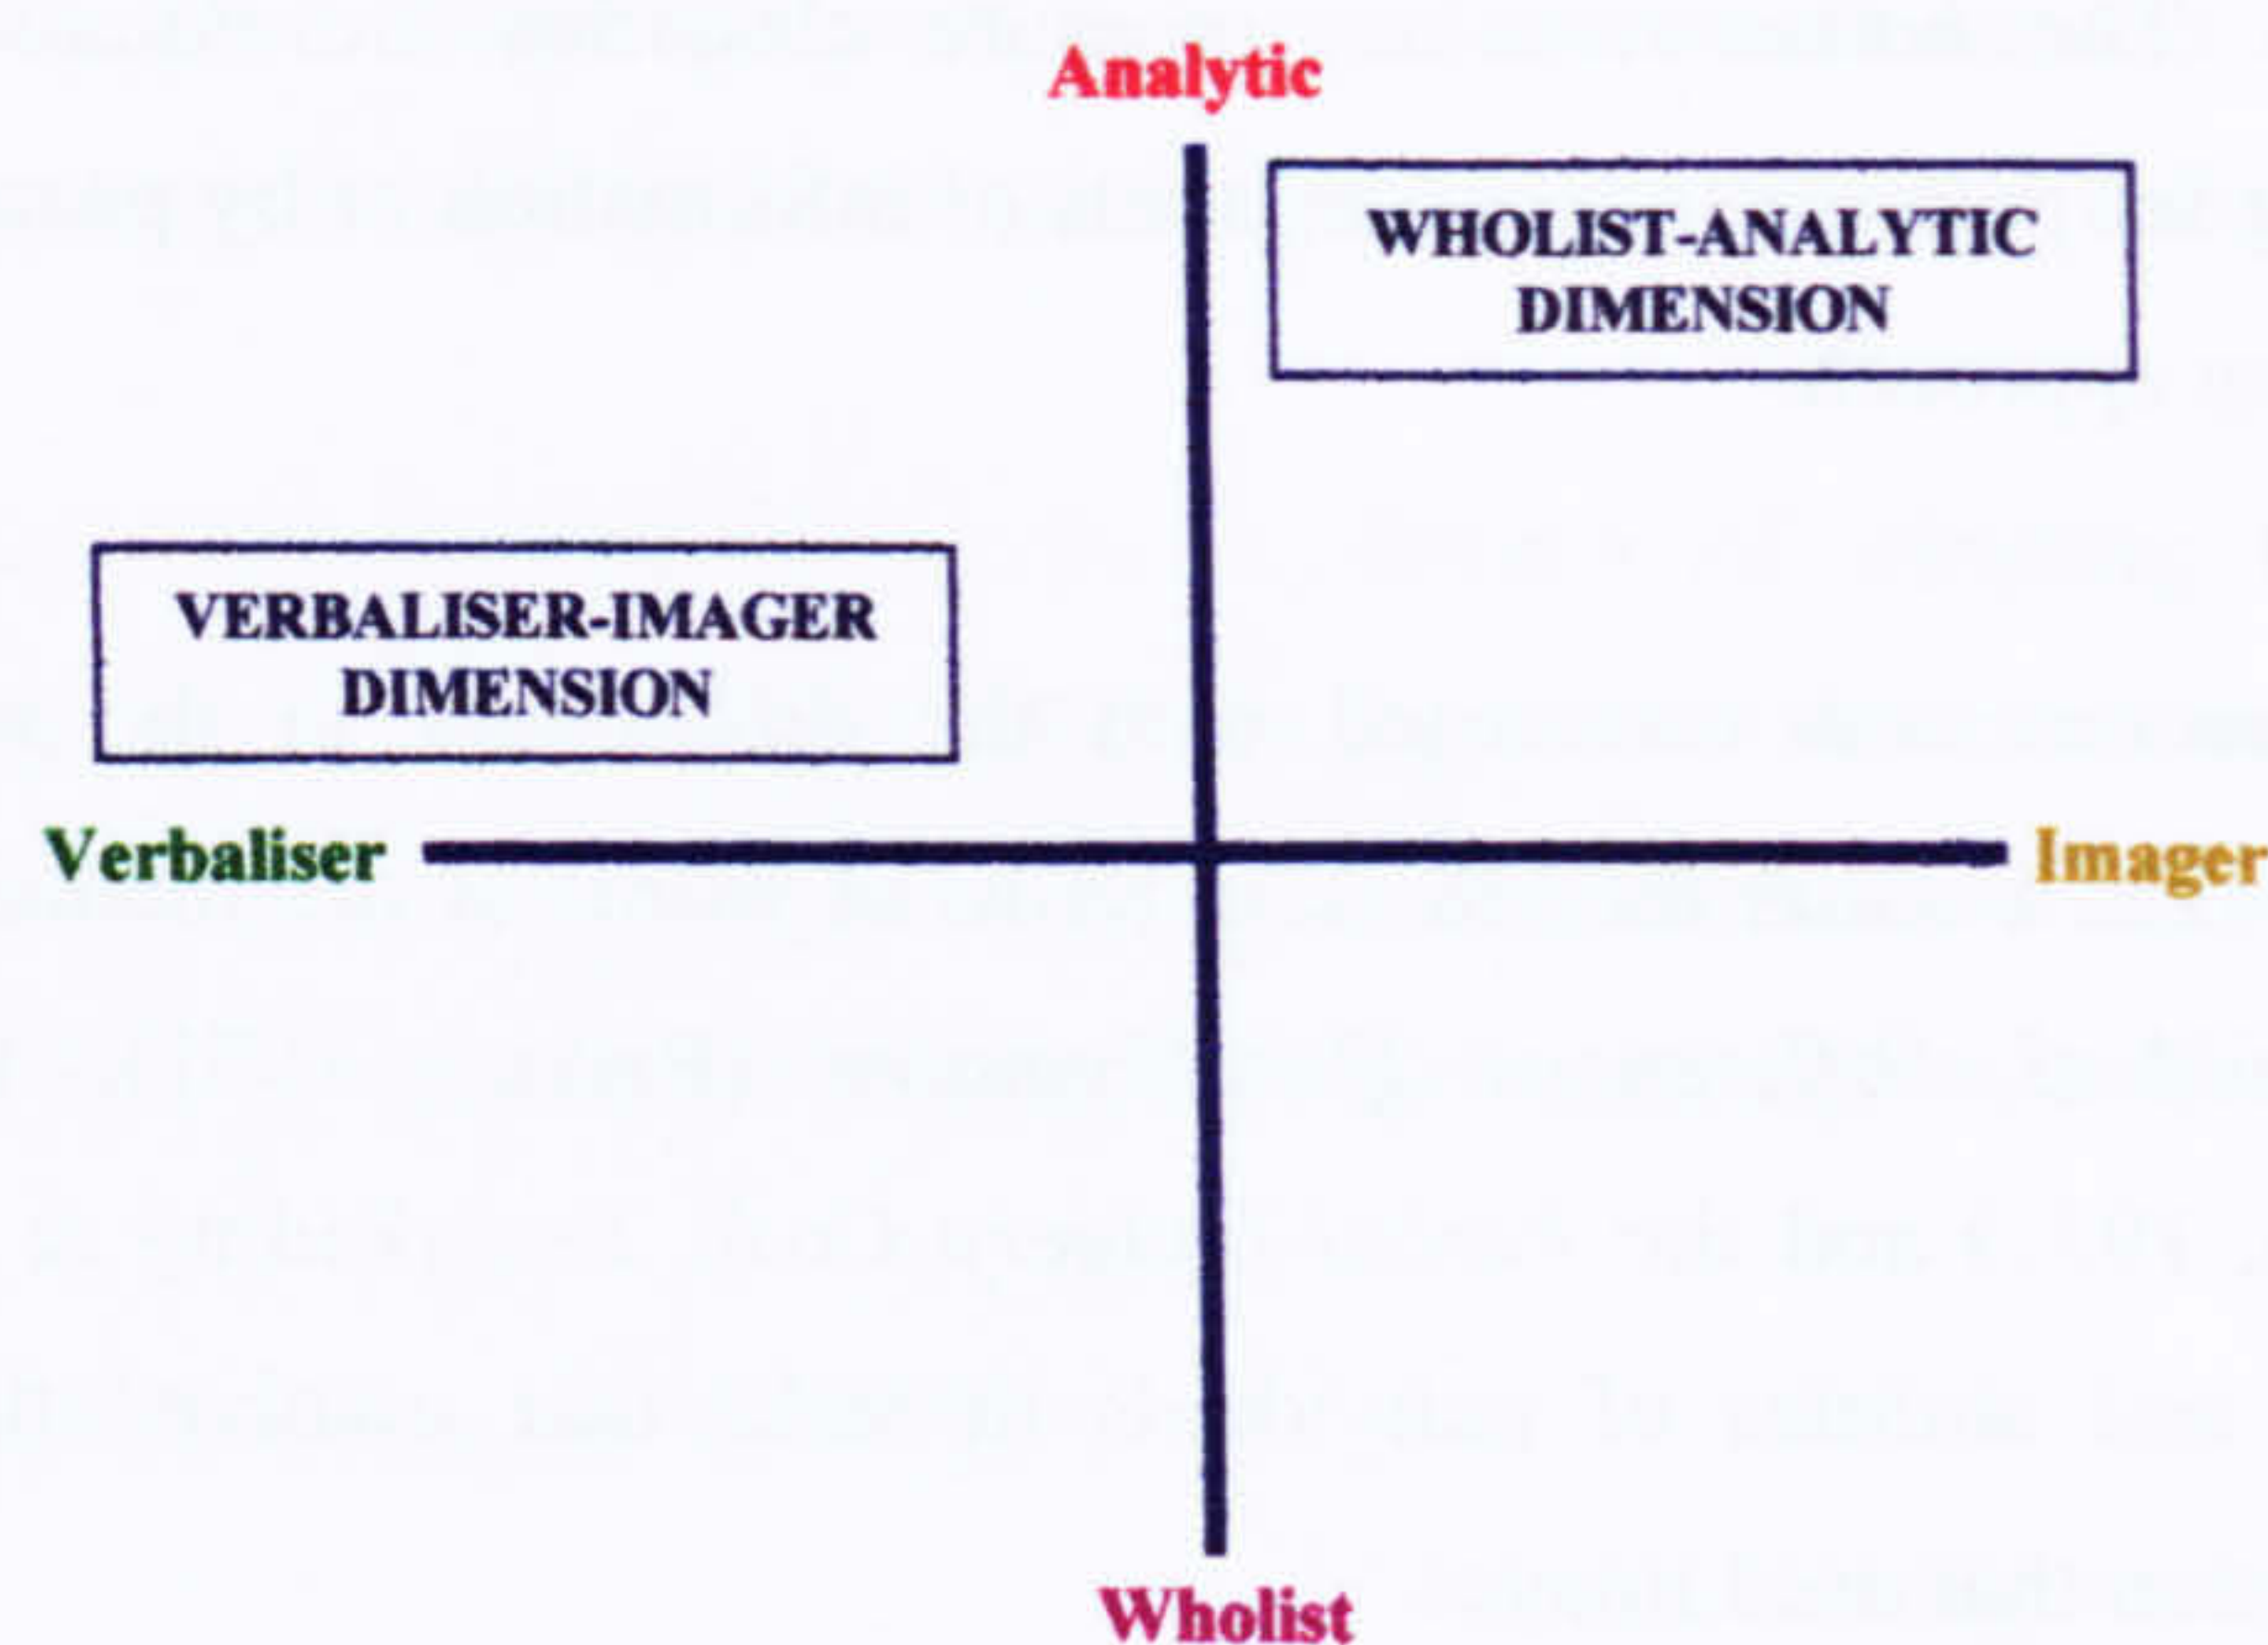 Analytic
WHOLIST-ANALYTIC
DIMENSION
VERBALISER-IMAGER
DIMENSION
Verbaliser
Imager
Wholist